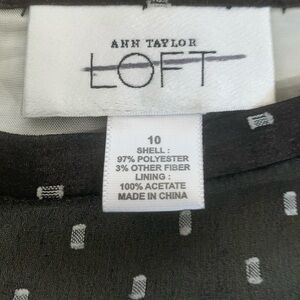 ANN TAYLOR
LOFT
10
SHELL :
97% POLYESTER
3% OTHER FIBER
LINING :
100% ACETATE
MADE IN CHINA